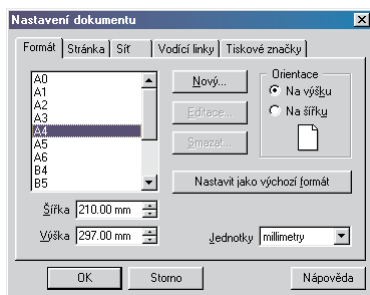 Nastavení dokumentu
Formát
Stránka
Síť
Vodící linky
Tiskové značky
A0
A1
A2
A3
A4
A5
A6
B4
B5
Nový...
Editace...
Smazat...
Orientace
Na výšku
Na šířku
Nastavit jako výchozí formát
Šířka 210.00 mm
Výška 297.00 mm
Jednotky milimetry
OK
Storno
Nápověda